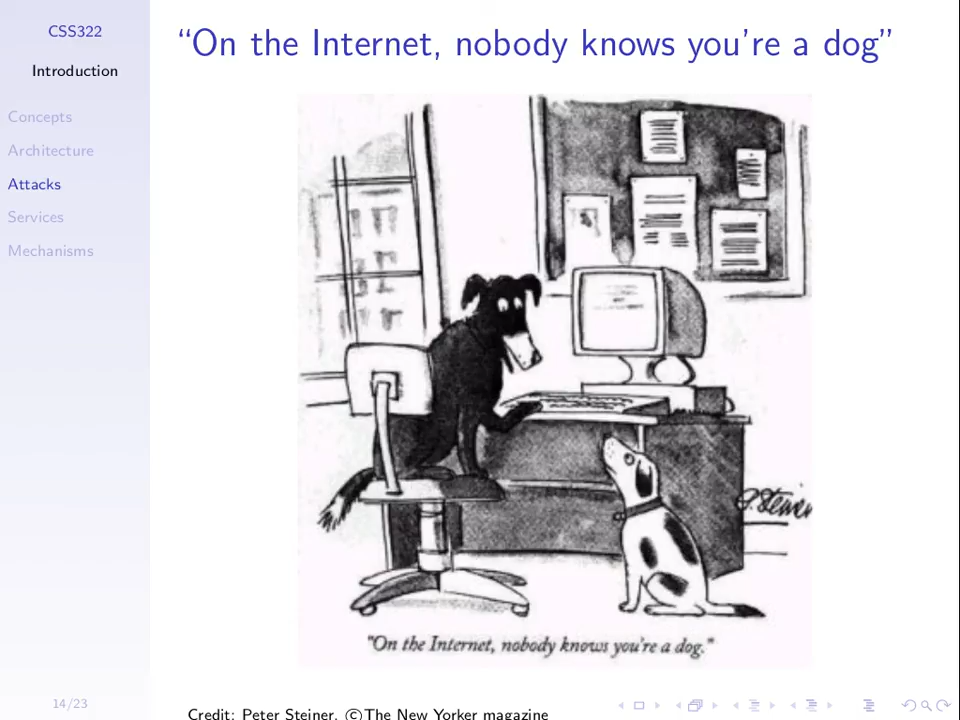 CSS322
Introduction
Concepts
Architecture
Attacks
Services
Mechanisms
14/23
“On the Internet, nobody knows you’re a dog”
P. Steiner
"On the Internet, nobody knows you're a dog."
Credit: Peter Steiner, ©The New Yorker magazine